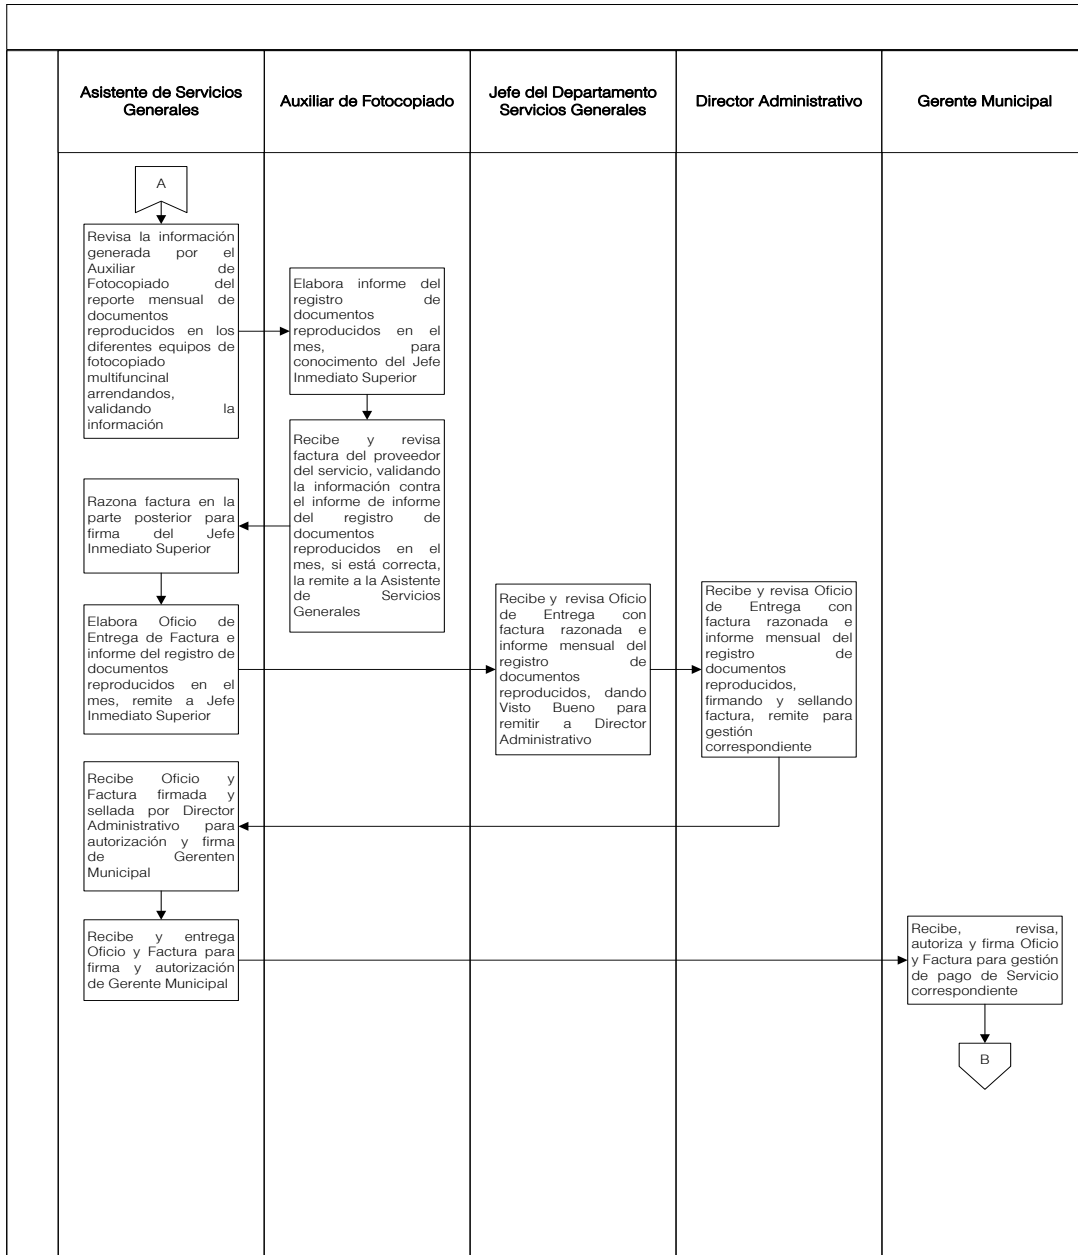 Asistente de Servicios
Generales
Auxiliar de Fotocopiado
Jefe del Departamento
Servicios Generales
Director Administrativo
Gerente Municipal
A
Revisa la información
generada por el
Auxiliar de
Fotocopiado del
reporte mensual de
documentos
reproducidos en los
diferentes equipos de
fotocopiado
multifuncinal
arrendandos,
validando la
información
Elabora informe del
registro de
documentos
reproducidos en el
mes, para
conocimiento del Jefe
Inmediato Superior
Recibe y revisa
factura del proveedor
del servicio, validando
la información contra
el informe de informe
del registro de
documentos
reproducidos en el
mes, si está correcta,
la remite a la Asistente
de Servicios
Generales
Razona factura en la
parte posterior para
firma del Jefe
Inmediato Superior
Elabora Oficio de
Entrega de Factura e
informe del registro de
documentos
reproducidos en el
mes, remite a Jefe
Inmediato Superior
Recibe y revisa Oficio
de Entrega con
factura razonada e
informe mensual del
registro de
documentos
reproducidos, dando
Visto Bueno para
remitir a Director
Administrativo
Recibe y revisa Oficio
de Entrega con
factura razonada e
informe mensual del
registro de
documentos
reproducidos,
firmando y sellando
factura, remite para
gestión
correspondiente
Recibe Oficio y
Factura firmada y
sellada por Director
Administrativo para
autorización y firma
de Gerenten
Municipal
Recibe y entrega
Oficio y Factura para
firma y autorización
de Gerente Municipal
Recibe, revisa,
autoriza y firma Oficio
y Factura para gestión
de pago de Servicio
correspondiente
B